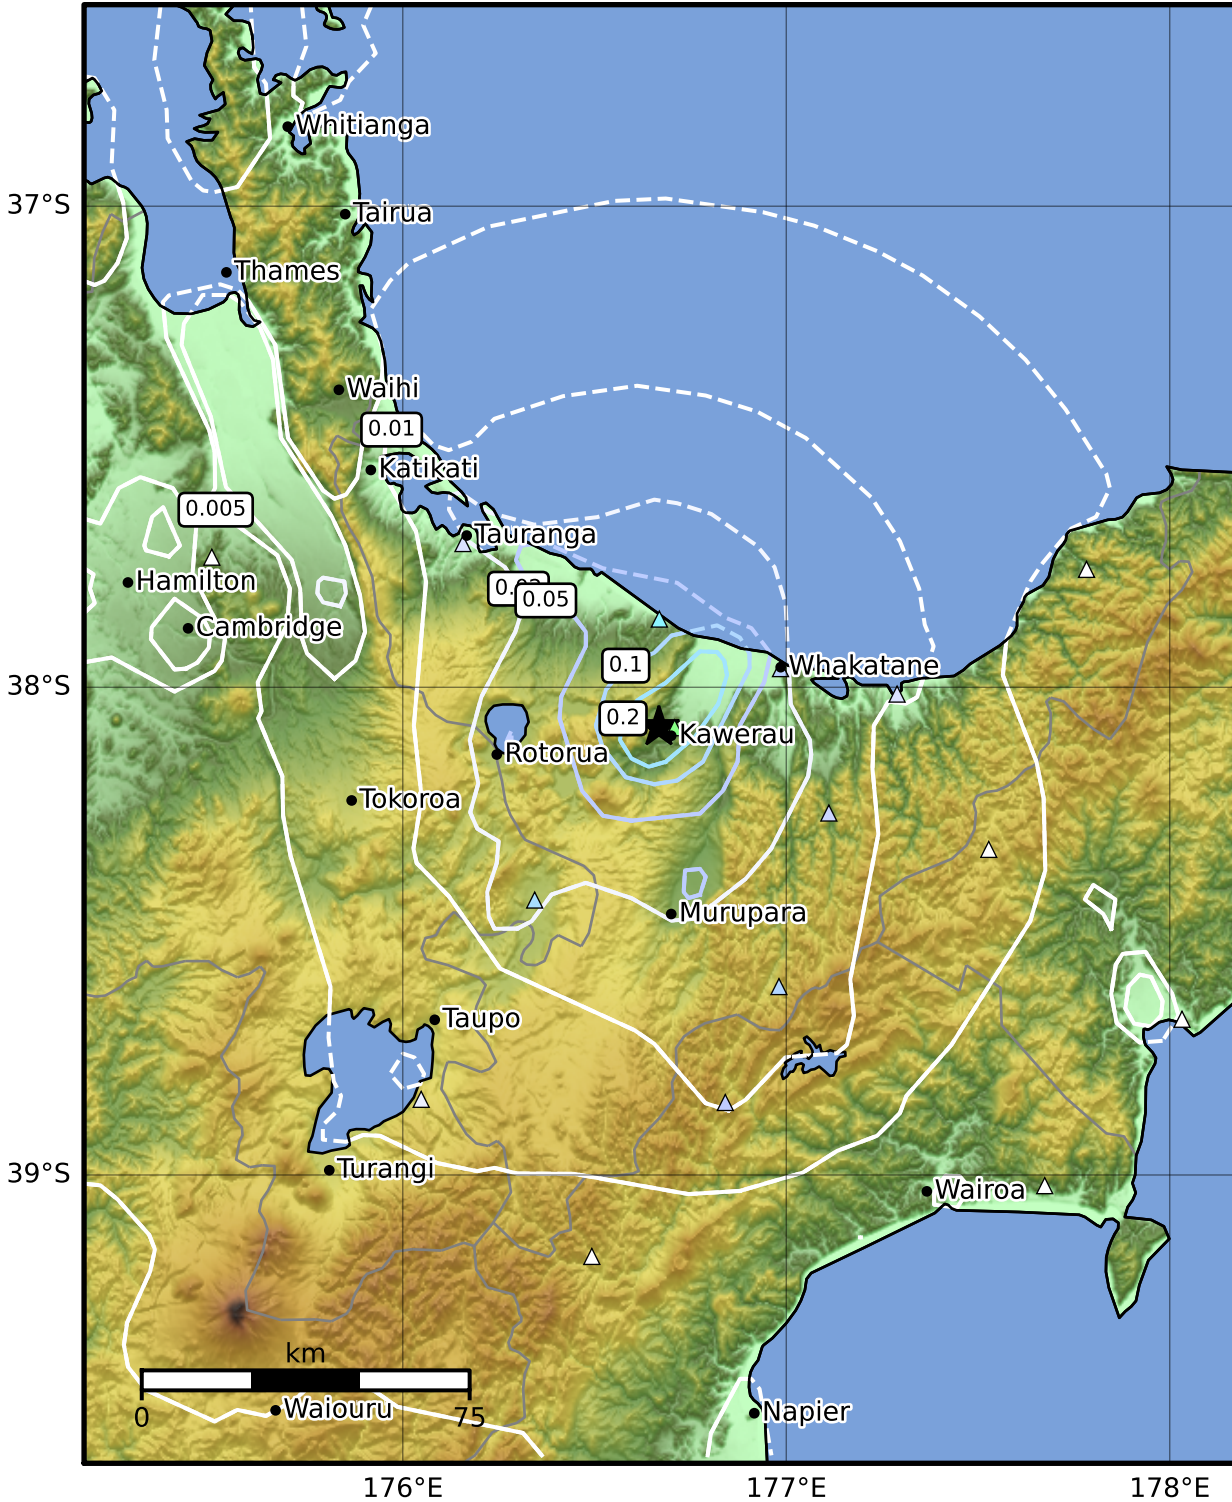 Whitianga
37°S
Tairua
Thames
Waihi
0.01
Katikati
0.005
Tauranga
Hamilton
0.05
Cambridge
0.1
Whakatane
38°S
0.2
Kawerau
Rotorua
Tokoroa
Murupara
Taupo
39°S
Turangi
Wairoa
km
0
75
Waiouru
Napier
176°E
177°E
178°E